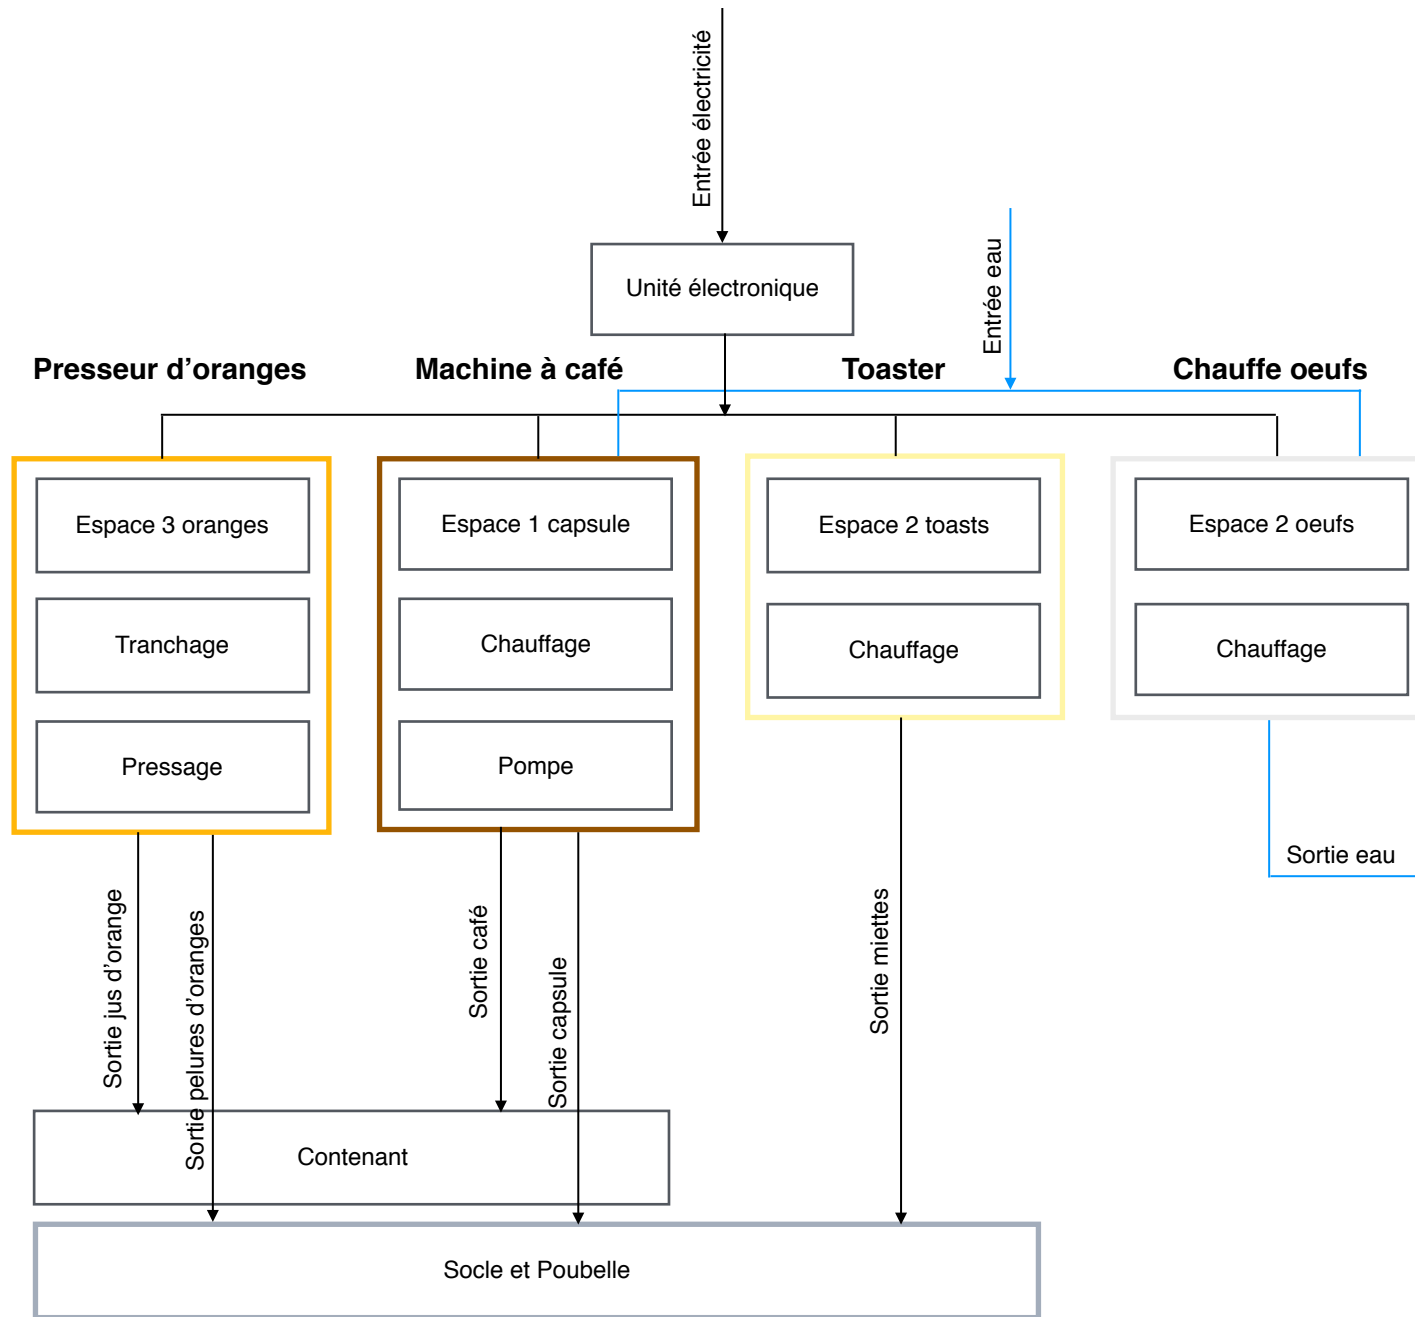 Entrée électricité
Unité électronique
Entrée eau
Presseur d’oranges
Machine à café
Toaster
Chauffe oeufs
Espace 3 oranges
Espace 1 capsule
Espace 2 toasts
Espace 2 oeufs
Tranchage
Chauffage
Chauffage
Chauffage
Pressage
Pompe
Sortie jus d’orange
Sortie pelures d’oranges
Sortie café
Sortie capsule
Sortie miettes
Sortie eau
Contenant
Socle et Poubelle